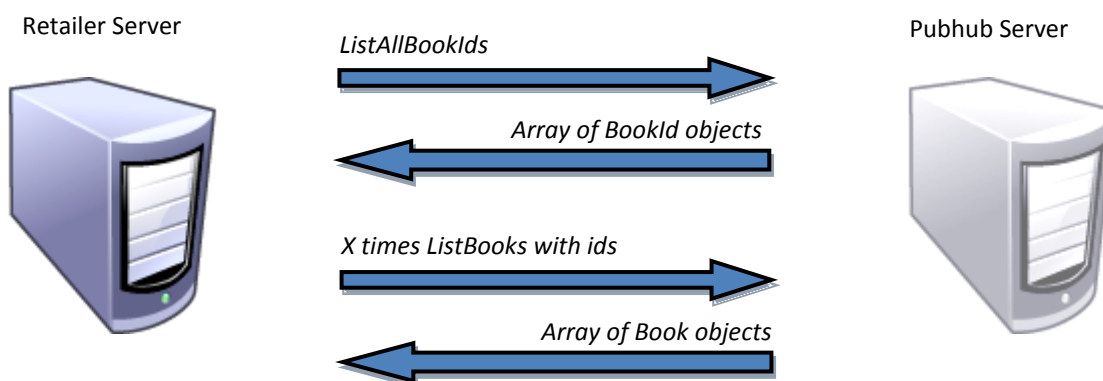 Retailer Server
Pubhub Server
ListAllBookIds
Array of BookId objects
X times ListBooks with ids
Array of Book objects